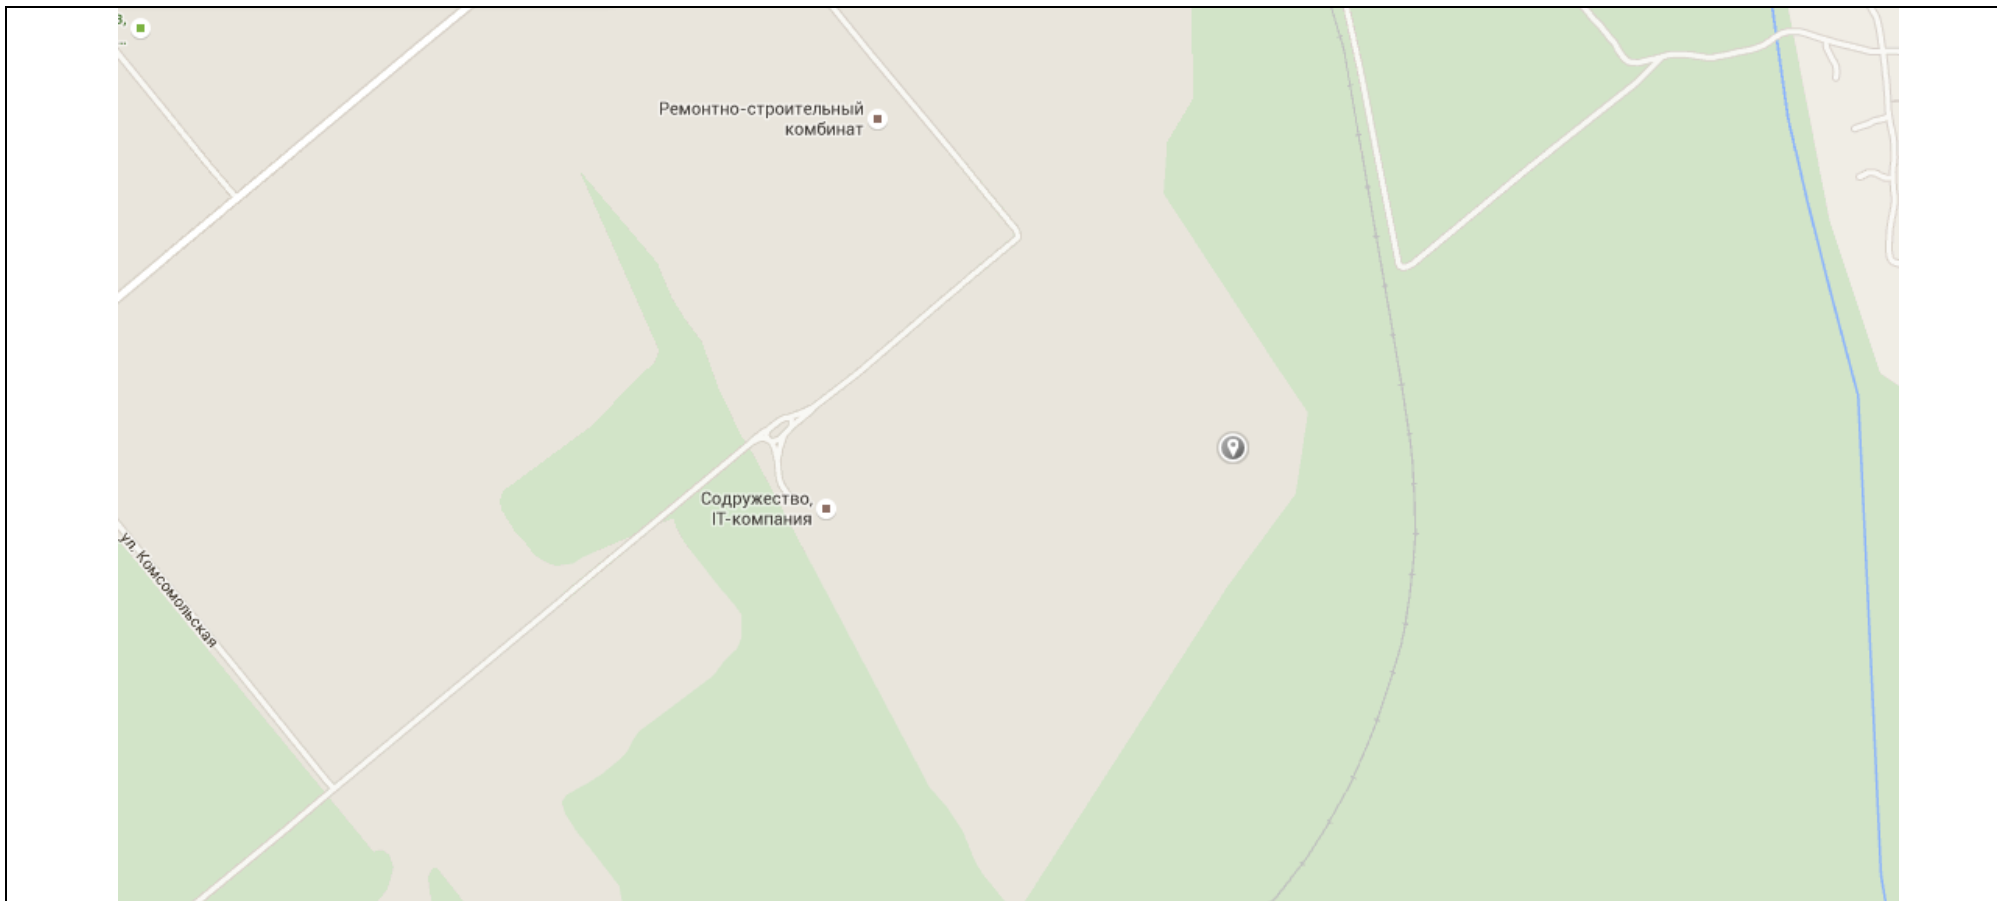 в,
...
Ремонтно-строительный
комбинат
Содружество,
IT-компания
ул. Комсомольская